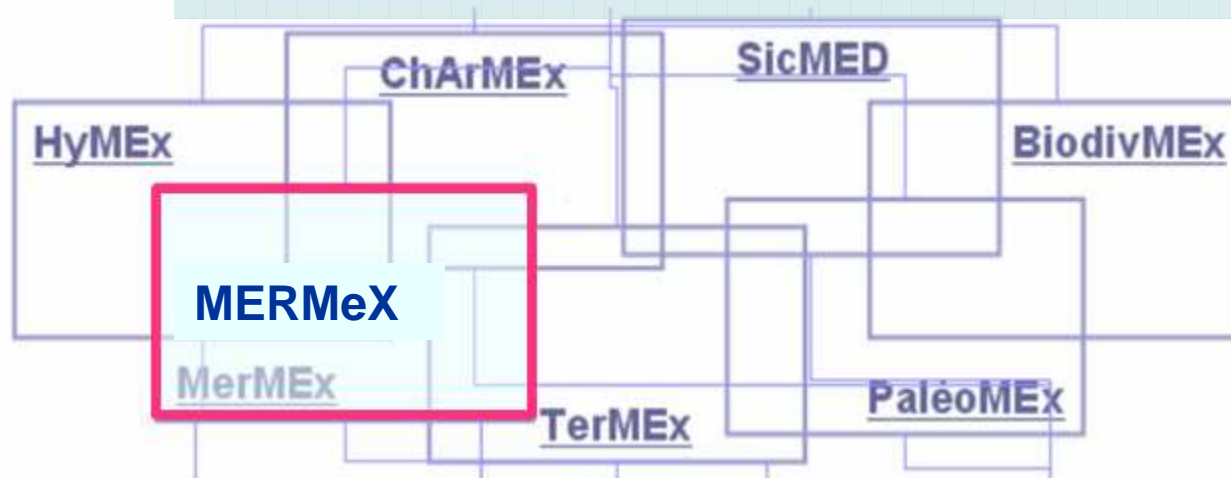 ChArMEx
SicMED
HyMEx
BiodivMEx
MERMeX
MerMEx
PaléoMEx
TerMEx